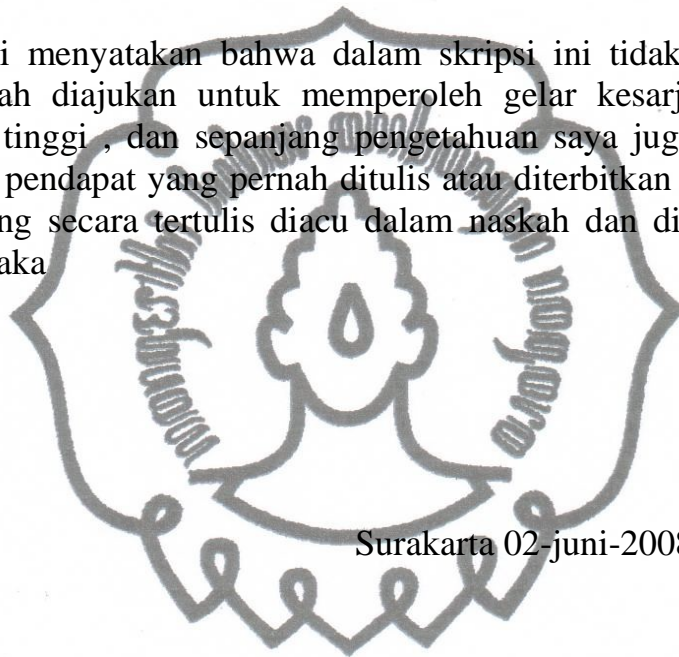 i menyatakan bahwa dalam skripsi ini tidak
ah diajukan untuk memperoleh gelar kesarj
tinggi , dan sepanjang pengetahuan saya jug
pendapat yang pernah ditulis atau diterbitkan
ng secara tertulis diacu dalam naskah dan di
aka
Surakarta 02-juni-2008